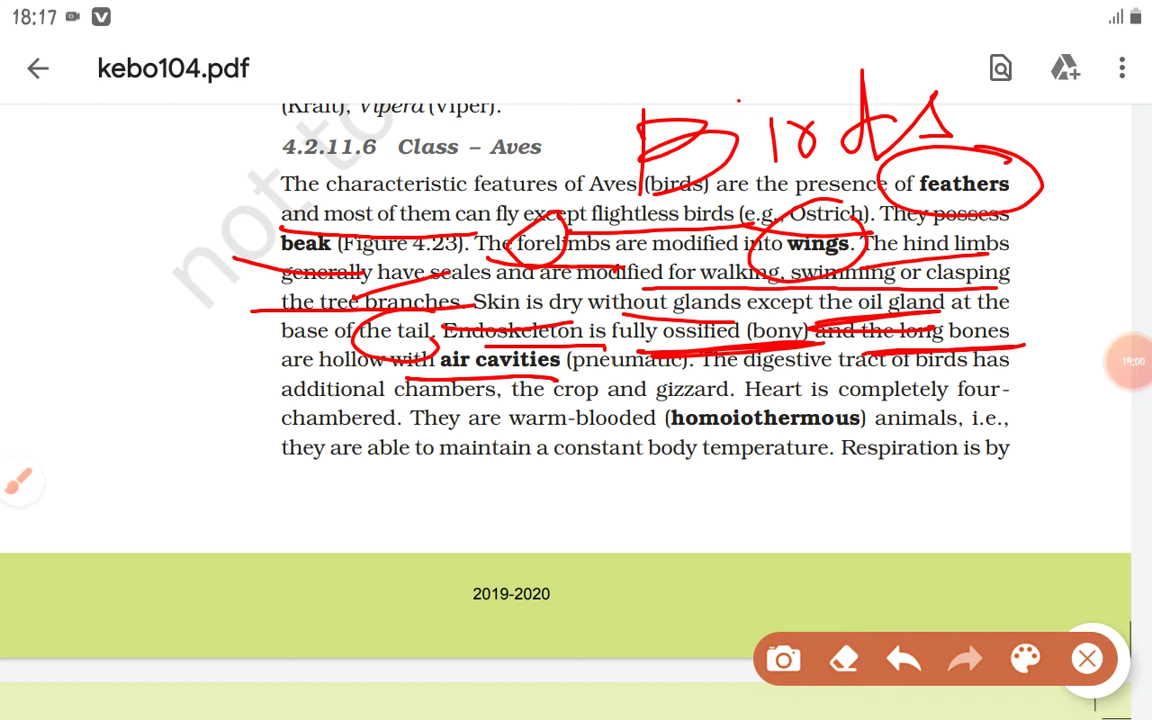 18:17
kebo104.pdf
(Krait), Vipera (Viper).
Birds
4.2.11.6 Class – Aves
The characteristic features of Aves (birds) are the presence of feathers
and most of them can fly except flightless birds (e.g., Ostrich). They possess
beak (Figure 4.23). The forelimbs are modified into wings. The hind limbs
generally have scales and are modified for walking, swimming or clasping
the tree branches. Skin is dry without glands except the oil gland at the
base of the tail. Endoskeleton is fully ossified (bony) and the long bones
are hollow with air cavities (pneumatic). The digestive tract of birds has
additional chambers, the crop and gizzard. Heart is completely four-
chambered. They are warm-blooded (homoiothermous) animals, i.e.,
they are able to maintain a constant body temperature. Respiration is by
not to
19:00
2019-2020